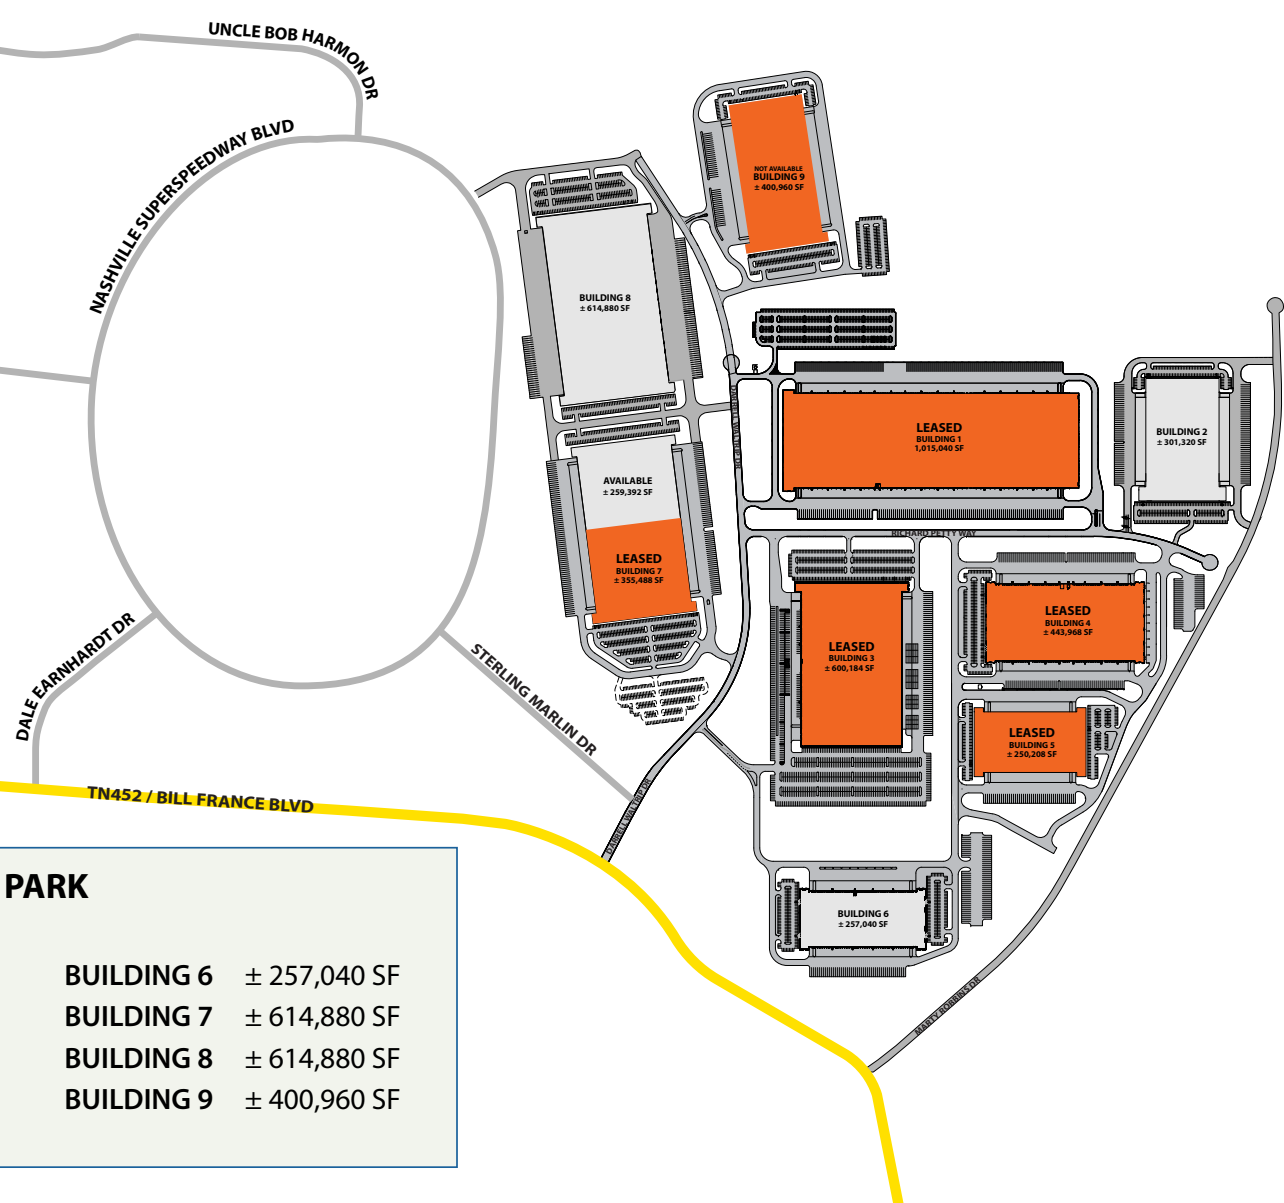 UNCLE BOB HARMON DR
NASHVILLE SUPERSPEEDWAY BLVD
NOT AVAILABLE
BUILDING 9
± 400,960 SF
BUILDING 8
± 614,880 SF
LEASED
BUILDING 1
1,015,040 SF
BUILDING 2
± 301,320 SF
AVAILABLE
± 259,392 SF
RICHARD PETTY WAY
LEASED
BUILDING 7
± 355,488 SF
LEASED
BUILDING 4
± 443,968 SF
LEASED
BUILDING 3
± 600,184 SF
DALE EARNHARDT DR
STERLING MARLIN DR
LEASED
BUILDING 5
± 250,208 SF
TN452 / BILL FRANCE BLVD
DARRELL WALTRIP DR
BUILDING 6
± 257,040 SF
MARTY ROBBINS DR
PARK
BUILDING 6 ± 257,040 SF
BUILDING 7 ± 614,880 SF
BUILDING 8 ± 614,880 SF
BUILDING 9 ± 400,960 SF